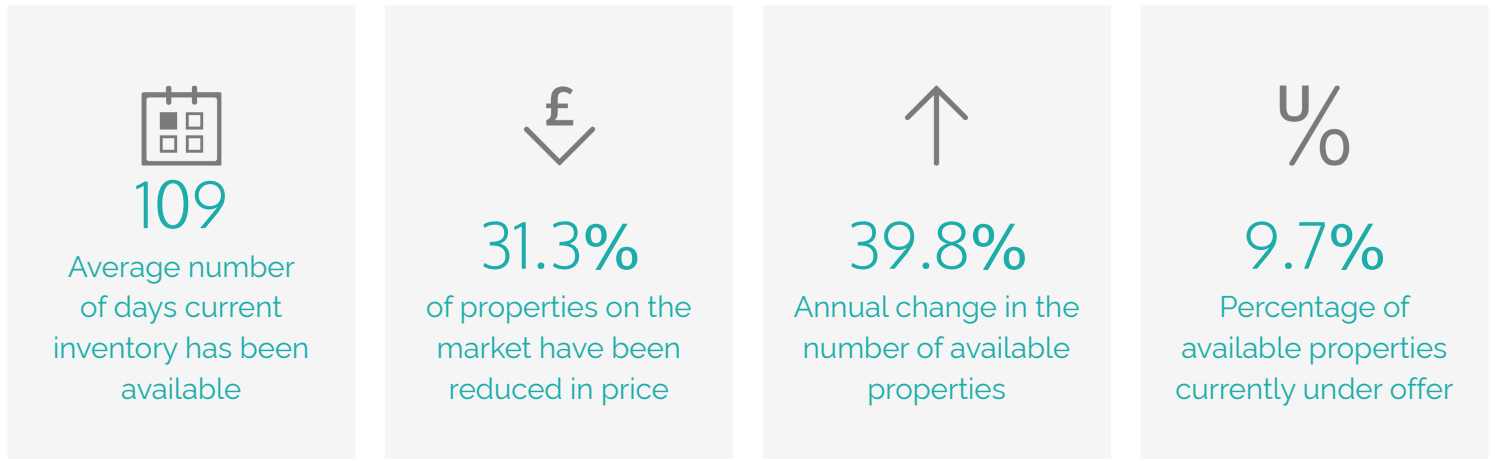 109
Average number
of days current
inventory has been
available
£
31.3%
of properties on the
market have been
reduced in price
39.8%
Annual change in the
number of available
properties
U/O
9.7%
Percentage of
available properties
currently under offer